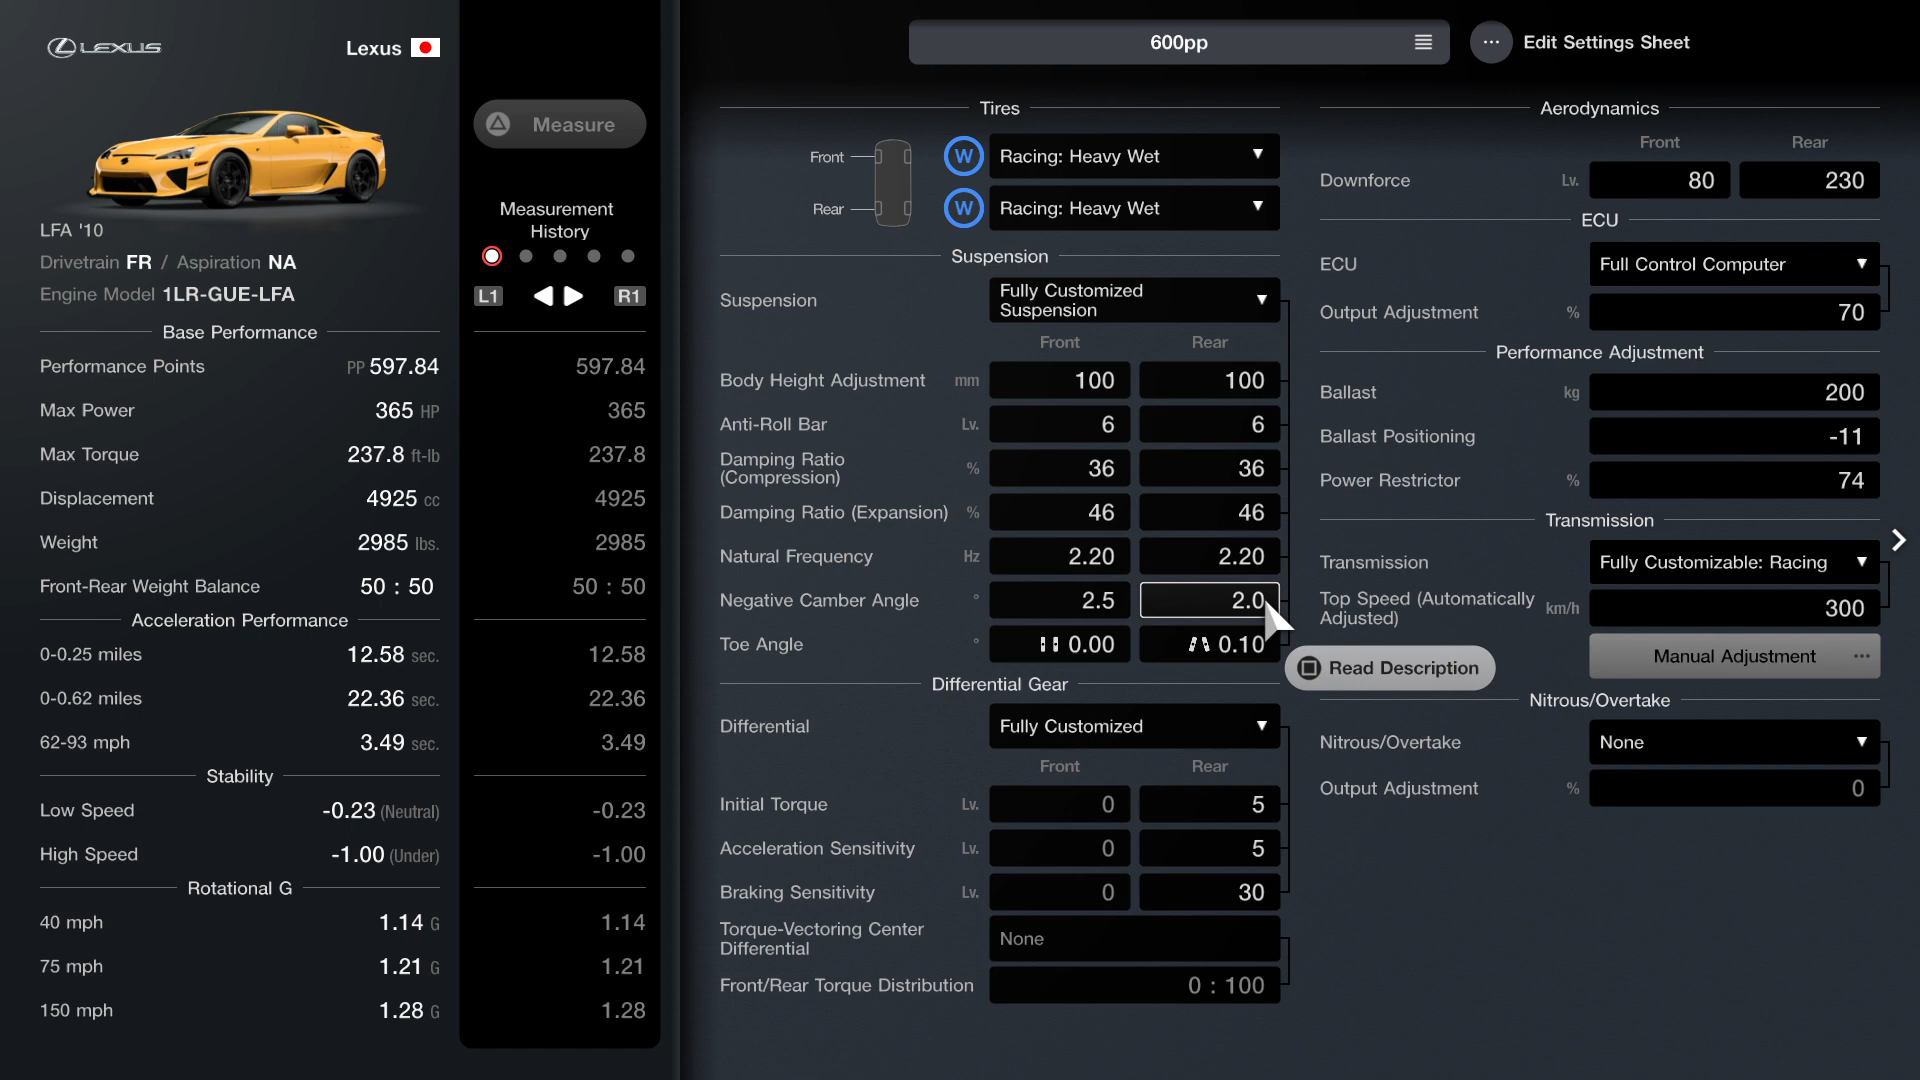 LEXUS
Lexus
LFA '10
Drivetrain FR / Aspiration NA
Engine Model 1LR-GUE-LFA
Base Performance
Performance Points PP 597.84
Max Power 365 HP
Max Torque 237.8 ft-lb
Displacement 4925 cc
Weight 2985 lbs.
Front-Rear Weight Balance 50 : 50
Acceleration Performance
0-0.25 miles 12.58 sec.
0-0.62 miles 22.36 sec.
62-93 mph 3.49 sec.
Stability
Low Speed -0.23 (Neutral)
High Speed -1.00 (Under)
Rotational G
40 mph 1.14 G
75 mph 1.21 G
150 mph 1.28 G
Measure
Measurement
History
L1 R1
597.84
365
237.8
4925
2985
50 : 50
12.58
22.36
3.49
-0.23
-1.00
1.14
1.21
1.28
600pp
Edit Settings Sheet
Tires
Front W Racing: Heavy Wet
Rear W Racing: Heavy Wet
Suspension
Suspension Fully Customized
Suspension
Front Rear
Body Height Adjustment mm 100 100
Anti-Roll Bar Lv. 6 6
Damping Ratio
(Compression) % 36 36
Damping Ratio (Expansion) % 46 46
Natural Frequency Hz 2.20 2.20
Negative Camber Angle ° 2.5 2.0
Toe Angle ° 0.00 0.10
Read Description
Differential Gear
Differential Fully Customized
Front Rear
Initial Torque Lv. 0 5
Acceleration Sensitivity Lv. 0 5
Braking Sensitivity Lv. 0 30
Torque-Vectoring Center
Differential None
Front/Rear Torque Distribution 0 : 100
Aerodynamics
Front Rear
Downforce Lv. 80 230
ECU
ECU Full Control Computer
Output Adjustment % 70
Performance Adjustment
Ballast kg 200
Ballast Positioning -11
Power Restrictor % 74
Transmission
Transmission Fully Customizable: Racing
Top Speed (Automatically
Adjusted) km/h 300
Manual Adjustment
Nitrous/Overtake
Nitrous/Overtake None
Output Adjustment % 0